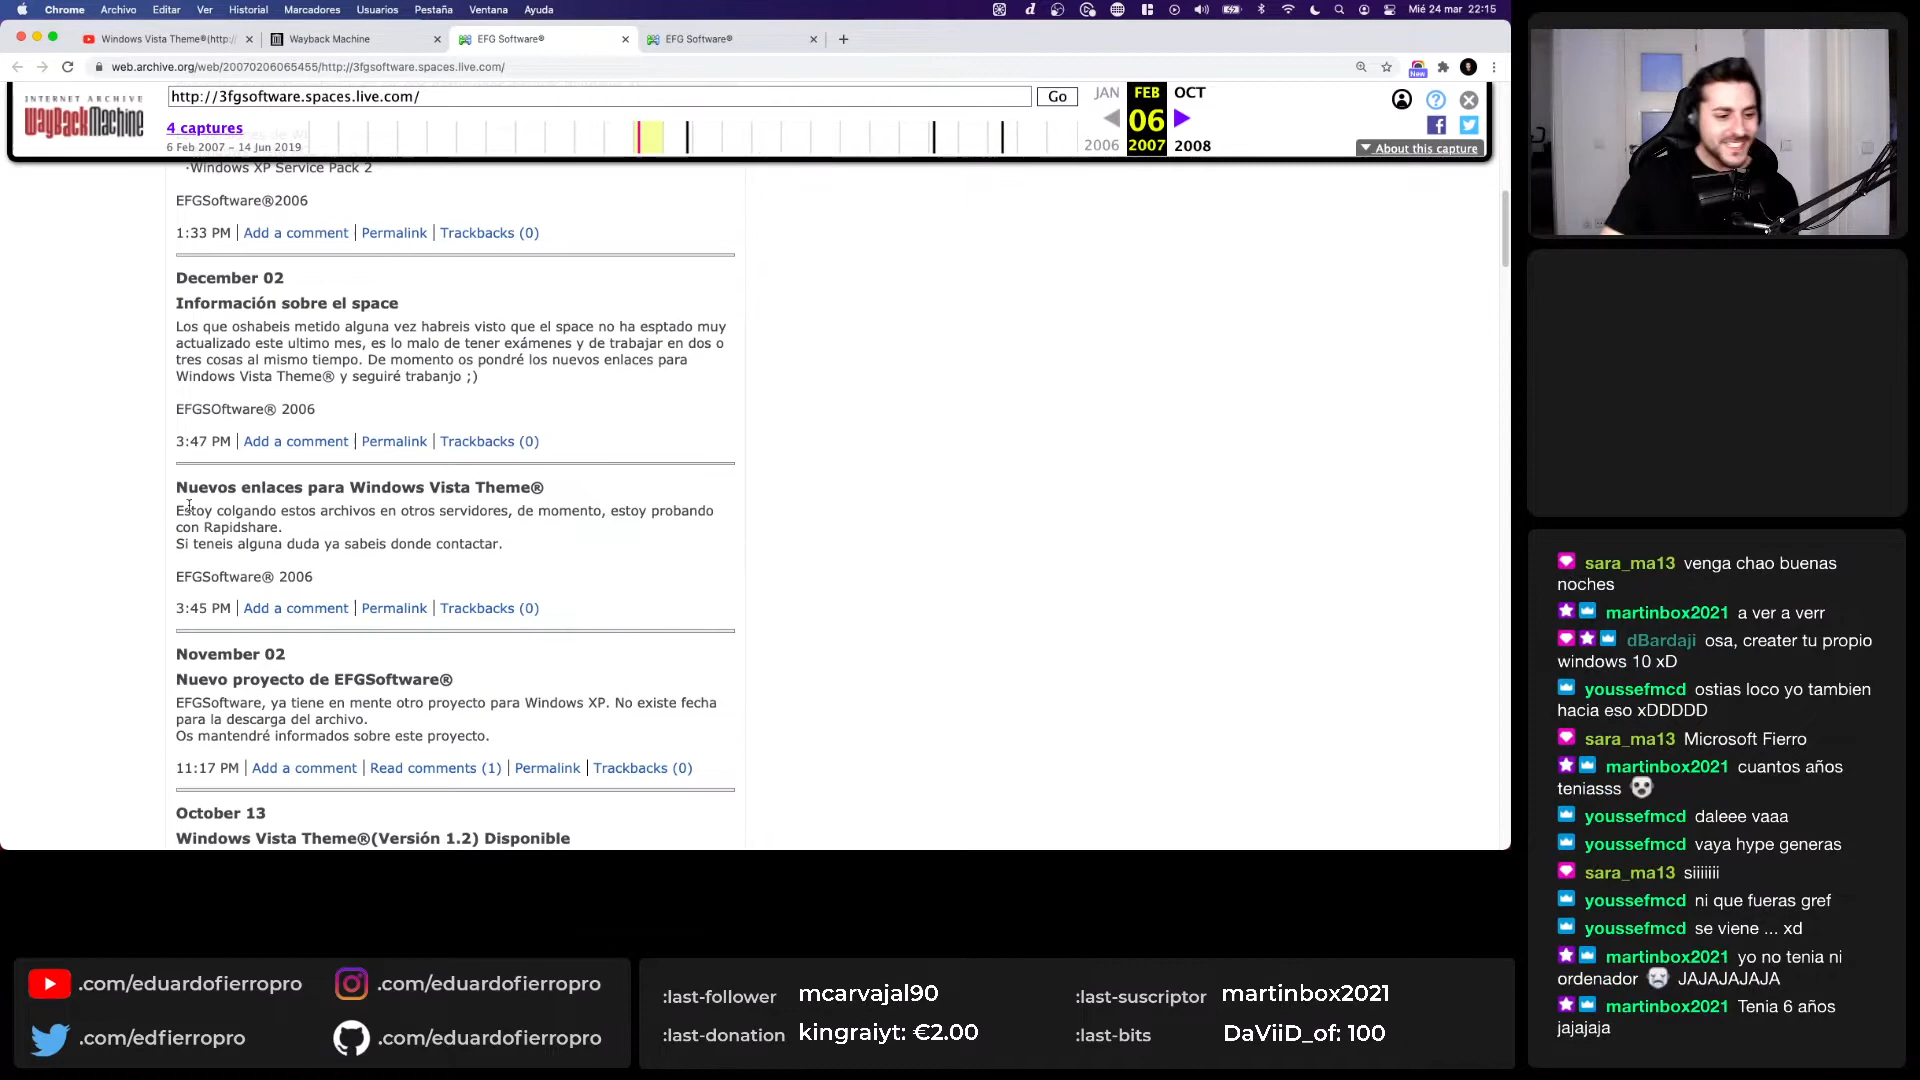 Chrome Archivo Editar Ver Historial Marcadores Usuarios Pestaña Ventana Ayuda
Mié 24 mar 22:15
Windows Vista Theme®(http:/
Wayback Machine
EFG Software®
EFG Software®
web.archive.org/web/20070206065455/http://3fgsoftware.spaces.live.com/
New
INTERNET ARCHIVE
WayBackMachine
http://3fgsoftware.spaces.live.com/
Go
JAN FEB OCT
06
2006 2007 2008
4 captures
6 Feb 2007 – 14 Jun 2019
About this capture
·Windows XP Service Pack 2
EFGSoftware®2006
1:33 PM | Add a comment | Permalink | Trackbacks (0)
December 02
Información sobre el space
Los que oshabeis metido alguna vez habreis visto que el space no ha esptado muy
actualizado este ultimo mes, es lo malo de tener exámenes y de trabajar en dos o
tres cosas al mismo tiempo. De momento os pondré los nuevos enlaces para
Windows Vista Theme® y seguiré trabanjo ;)
EFGSOftware® 2006
3:47 PM | Add a comment | Permalink | Trackbacks (0)
Nuevos enlaces para Windows Vista Theme®
Estoy colgando estos archivos en otros servidores, de momento, estoy probando
con Rapidshare.
Si teneis alguna duda ya sabeis donde contactar.
EFGSoftware® 2006
3:45 PM | Add a comment | Permalink | Trackbacks (0)
November 02
Nuevo proyecto de EFGSoftware®
EFGSoftware, ya tiene en mente otro proyecto para Windows XP. No existe fecha
para la descarga del archivo.
Os mantendré informados sobre este proyecto.
11:17 PM | Add a comment | Read comments (1) | Permalink | Trackbacks (0)
October 13
Windows Vista Theme®(Versión 1.2) Disponible
sara_ma13 venga chao buenas
noches
martinbox2021 a ver a verr
dBardaji osa, creater tu propio
windows 10 xD
youssefmcd ostias loco yo tambien
hacia eso xDDDDD
sara_ma13 Microsoft Fierro
martinbox2021 cuantos años
teniasss
youssefmcd daleee vaaa
youssefmcd vaya hype generas
sara_ma13 siiiiiii
youssefmcd ni que fueras gref
youssefmcd se viene ... xd
martinbox2021 yo no tenia ni
ordenador JAJAJAJAJA
martinbox2021 Tenia 6 años
jajajaja
.com/eduardofierropro
.com/eduardofierropro
.com/edfierropro
.com/eduardofierropro
:last-follower mcarvajal90
:last-suscriptor martinbox2021
:last-donation kingraiyt: €2.00
:last-bits DaViiD_of: 100